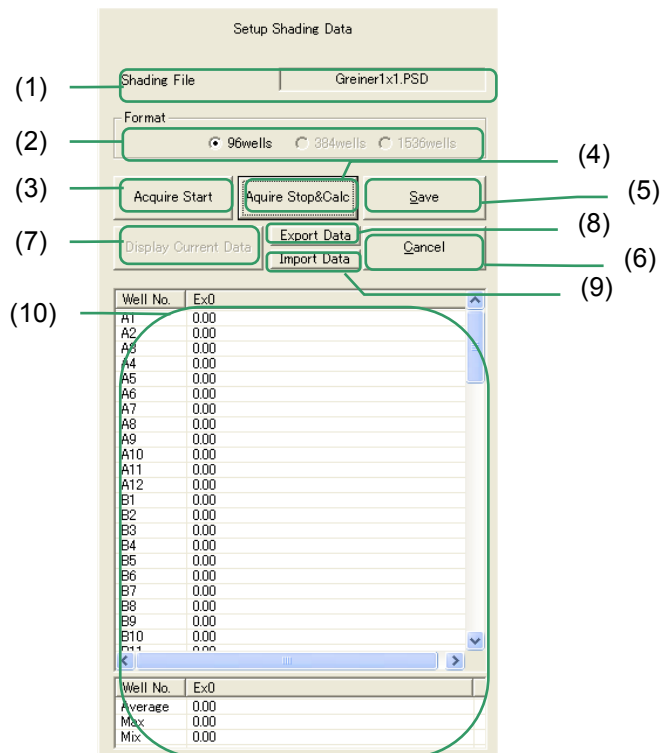 Setup Shading Data
(1) Shading File Greiner1x1.PSD
Format
(2) 96wells 384wells 1536wells
(4)
(3) Acquire Start Aquire Stop&Calc Save (5)
(8)
(7) Display Current Data Export Data Cancel (6)
Import Data
(9)
(10) Well No. Ex0
A1 0.00
A2 0.00
A3 0.00
A4 0.00
A5 0.00
A6 0.00
A7 0.00
A8 0.00
A9 0.00
A10 0.00
A11 0.00
A12 0.00
B1 0.00
B2 0.00
B3 0.00
B4 0.00
B5 0.00
B6 0.00
B7 0.00
B8 0.00
B9 0.00
B10 0.00
B11 0.00
Well No. Ex0
Average 0.00
Max 0.00
Mix 0.00